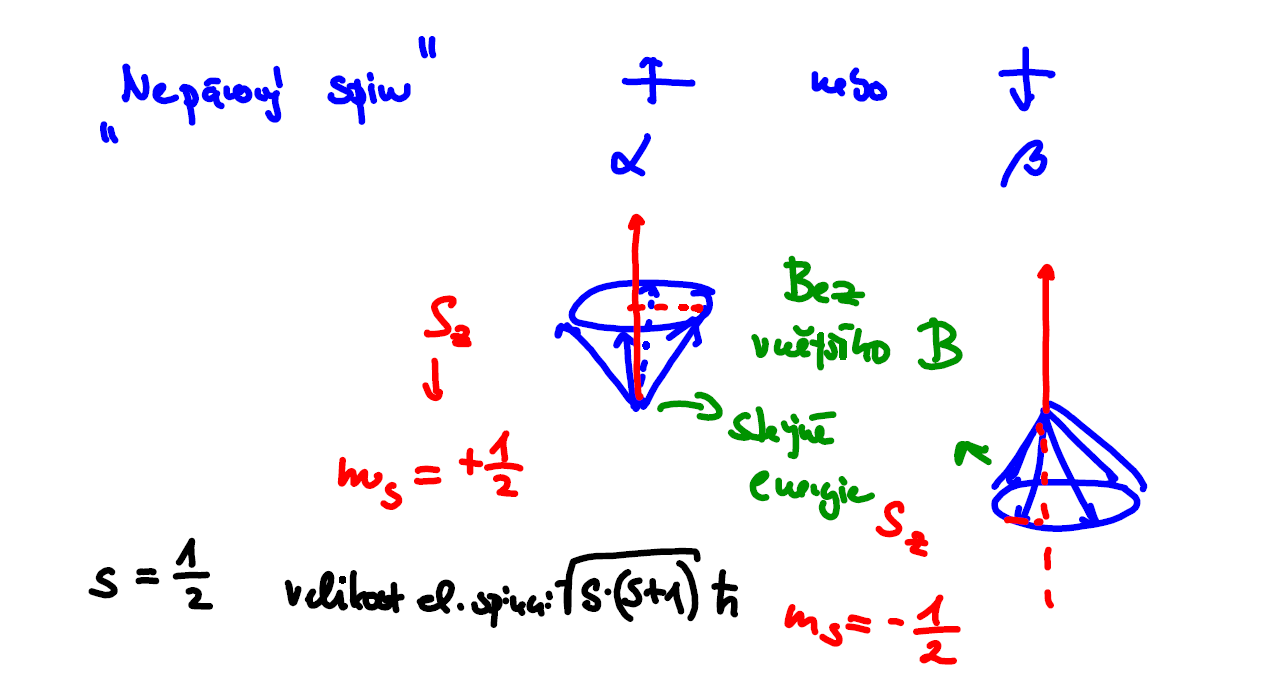 „Nepárový spin" nebo
α β
Bez
vnějšího B
S_z
stejná
energie
m_s = +1/2
S_z
s = 1/2 velikost el. spinu: √(s·(s+1)) ħ
m_s = -1/2